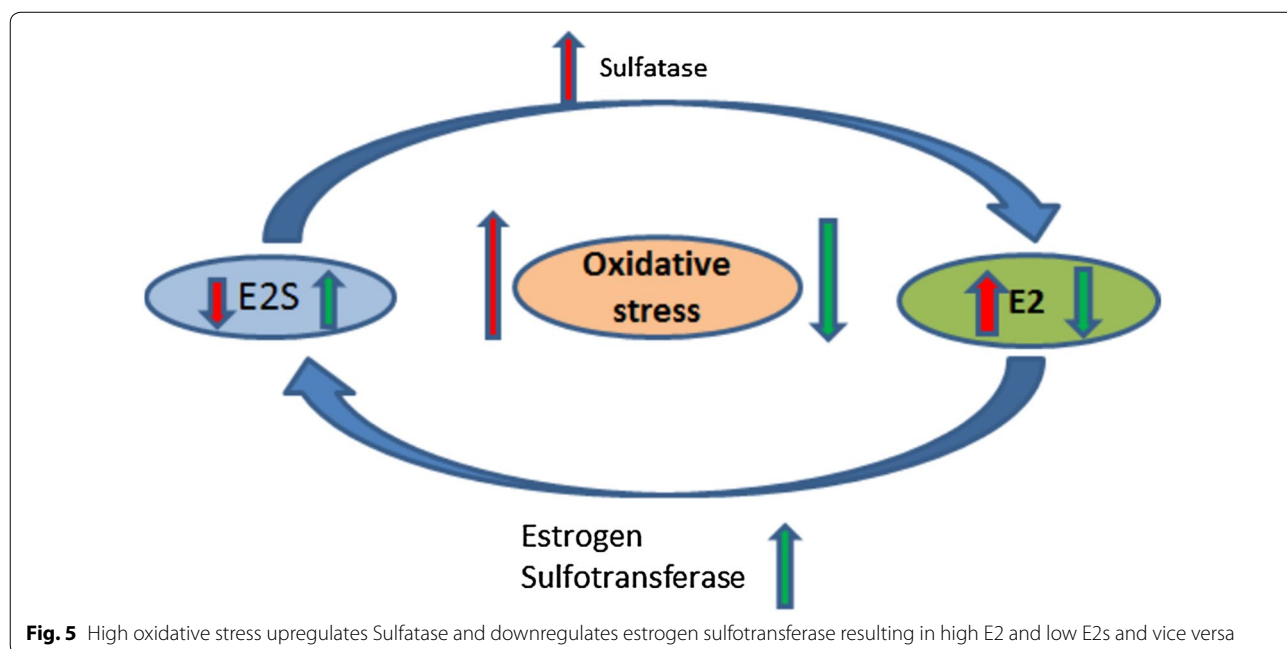 Sulfatase
E2S
Oxidative
stress
E2
Estrogen
Sulfotransferase
Fig. 5 High oxidative stress upregulates Sulfatase and downregulates estrogen sulfotransferase resulting in high E2 and low E2s and vice versa